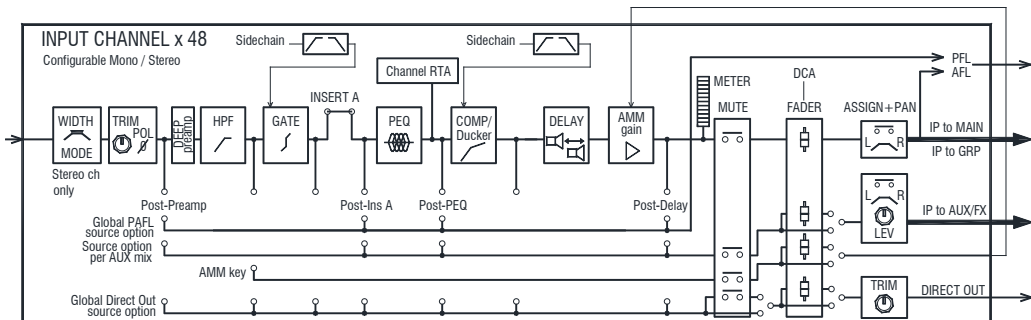 INPUT CHANNEL x 48
Configurable Mono / Stereo
Sidechain
Sidechain
Channel RTA
INSERT A
METER
DCA
PFL
AFL
MUTE
FADER
ASSIGN+PAN
WIDTH
MODE
TRIM
POL
Ø
DEEP
preamp
HPF
GATE
PEQ
COMP/
Ducker
DELAY
AMM
gain
L R
IP to MAIN
IP to GRP
Stereo ch
only
Post-Preamp
Post-Ins A
Post-PEQ
Post-Delay
L R
LEV
IP to AUX/FX
Global PAFL
source option
Source option
per AUX mix
AMM key
Global Direct Out
source option
TRIM
DIRECT OUT